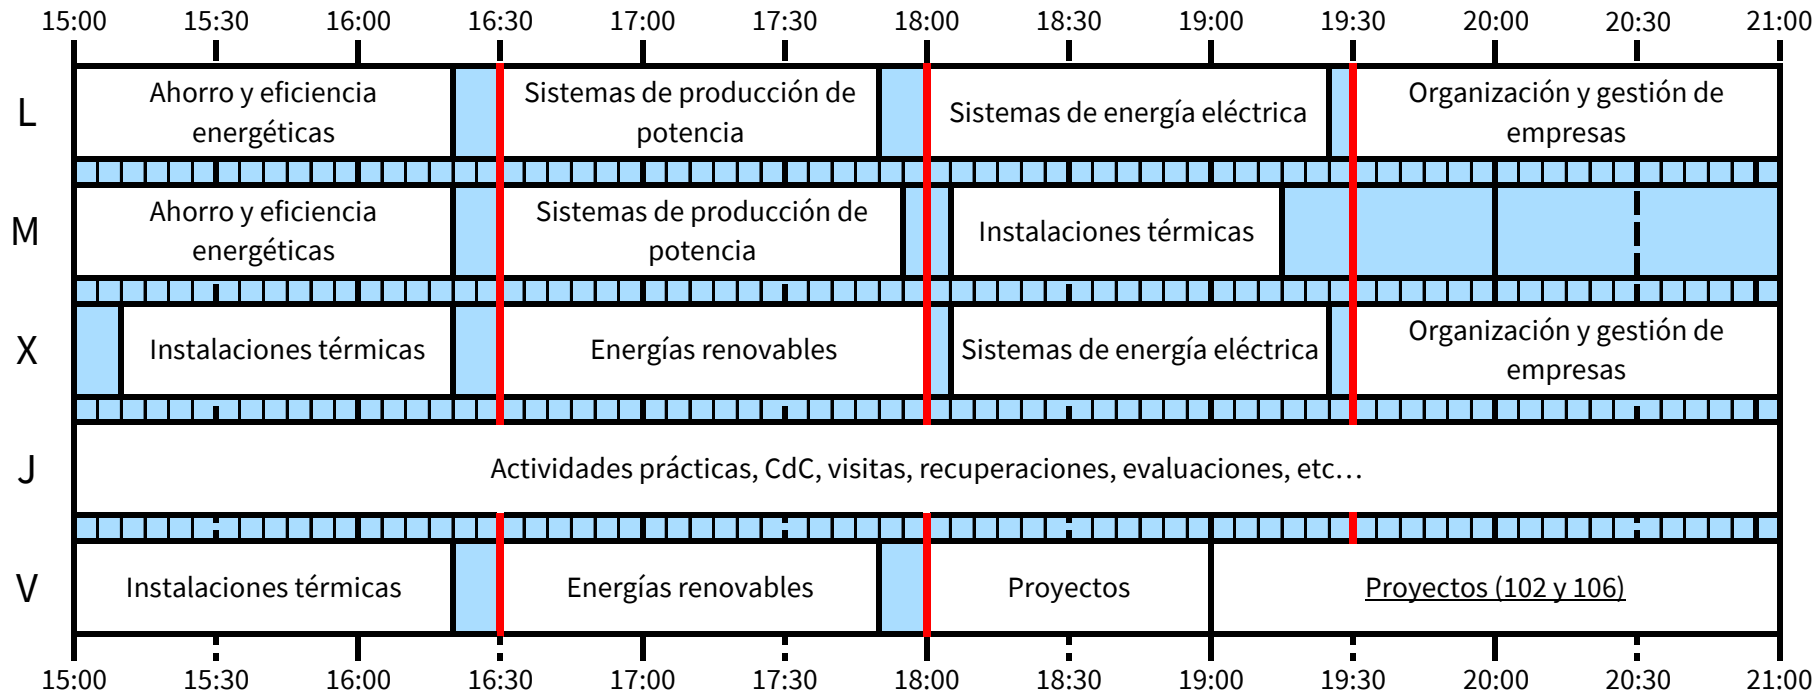 15:00 15:30 16:00 16:30 17:00 17:30 18:00 18:30 19:00 19:30 20:00 20:30 21:00
L
Ahorro y eficiencia
energéticas
Sistemas de producción de
potencia
Sistemas de energía eléctrica
Organización y gestión de
empresas
M
Ahorro y eficiencia
energéticas
Sistemas de producción de
potencia
Instalaciones térmicas
X
Instalaciones térmicas
Energías renovables
Sistemas de energía eléctrica
Organización y gestión de
empresas
J
Actividades prácticas, CdC, visitas, recuperaciones, evaluaciones, etc…
V
Instalaciones térmicas
Energías renovables
Proyectos
Proyectos (102 y 106)
15:00 15:30 16:00 16:30 17:00 17:30 18:00 18:30 19:00 19:30 20:00 20:30 21:00